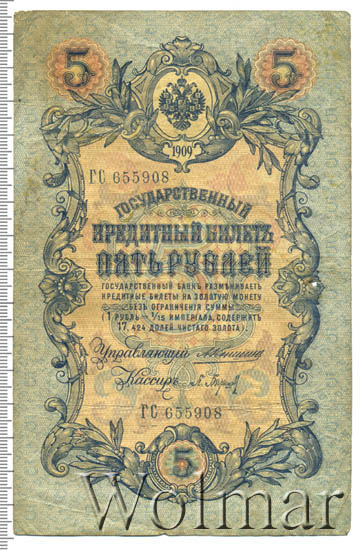 5 5
1909
ГС 655908
ГОСУДАРСТВЕННЫЙ
КРЕДИТНЫЙ БИЛЕТЪ
ПЯТЬ РУБЛЕЙ
ГОСУДАРСТВЕННЫЙ БАНКЪ РАЗМѢНИВАЕТЪ
КРЕДИТНЫЕ БИЛЕТЫ НА ЗОЛОТУЮ МОНЕТУ
БЕЗЪ ОГРАНИЧЕНІЯ СУММЫ
(1 РУБЛЬ = 1/15 ИМПЕРІАЛА, СОДЕРЖИТЪ
17,424 ДОЛЕЙ ЧИСТАГО ЗОЛОТА).
Управляющій
Кассиръ
ГС 655908
5
Wolmar